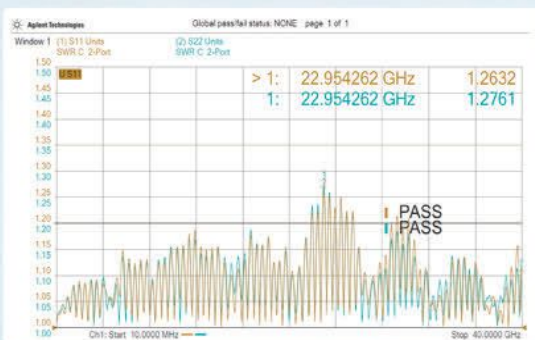 Agilent Technologies
Global pass/fail status: NONE page 1 of 1
Window 1 (1) S11 Units (2) S22 Units
SWR C 2-Port SWR C 2-Port
1.50
1.50 U S11 > 1: 22.954262 GHz 1.2632
1.45
1.45 1: 22.954262 GHz 1.2761
1.40
1.40
1.35
1.35
1.30
1.30
1.25
1.25
1.20
1.20 PASS
1.15 PASS
1.15
1.10
1.10
1.05
1.05
1.00
1.00 Ch1: Start 10.0000 MHz Stop 40.0000 GHz